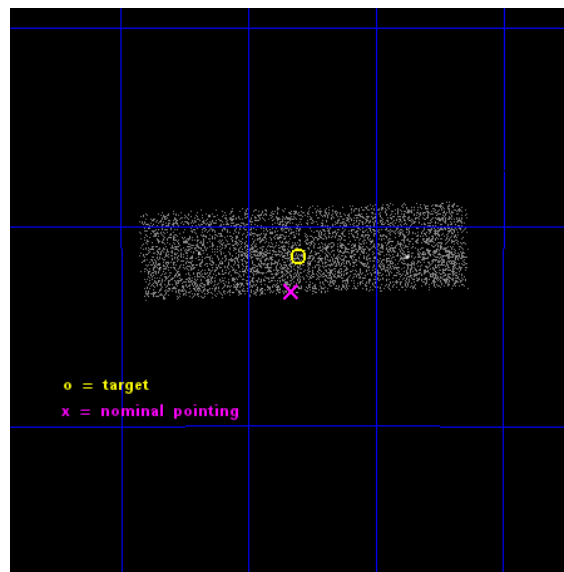 o = target
x = nominal pointing